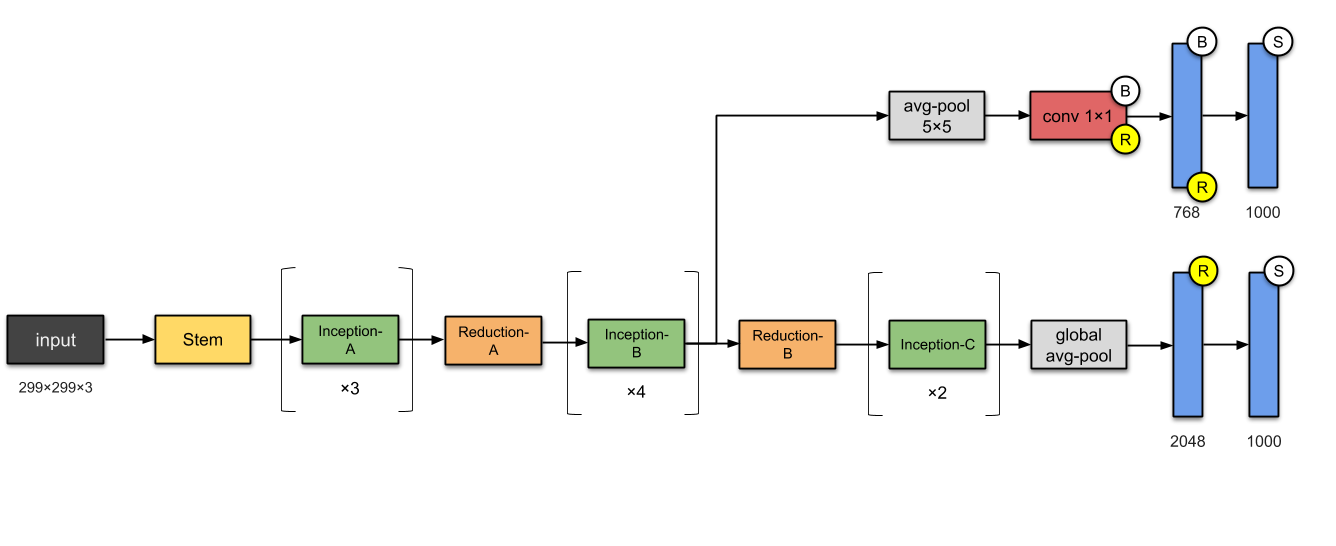 B
S
avg-pool
5×5
B
conv 1×1
R
R
768
1000
R
S
input
Stem
Inception-
A
Reduction-
A
Inception-
B
Reduction-
B
Inception-C
global
avg-pool
299×299×3
×3
×4
×2
2048
1000